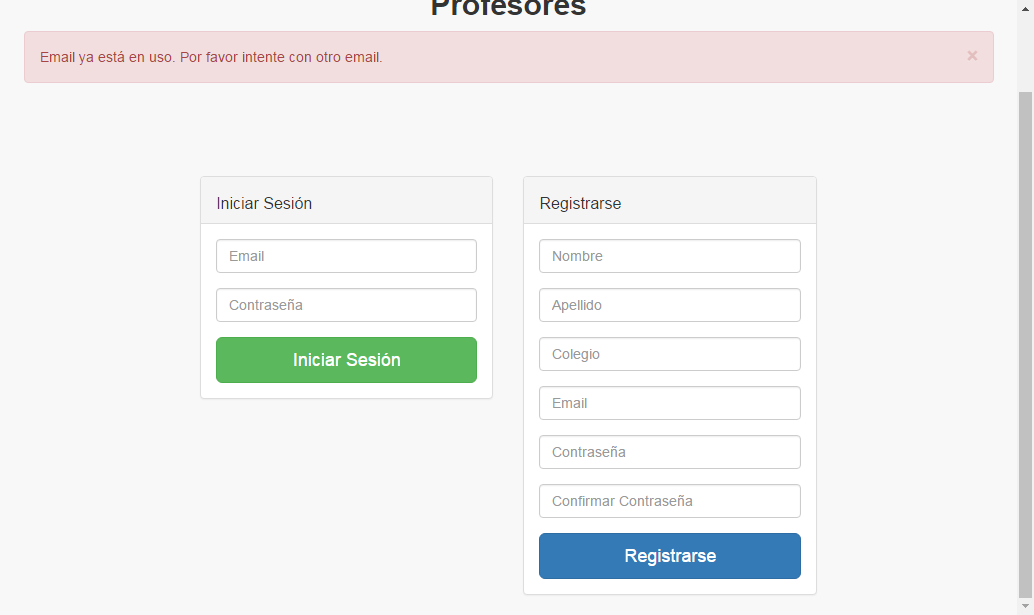 Profesores
Email ya está en uso. Por favor intente con otro email.
×
Iniciar Sesión
Email
Contraseña
Iniciar Sesión
Registrarse
Nombre
Apellido
Colegio
Email
Contraseña
Confirmar Contraseña
Registrarse